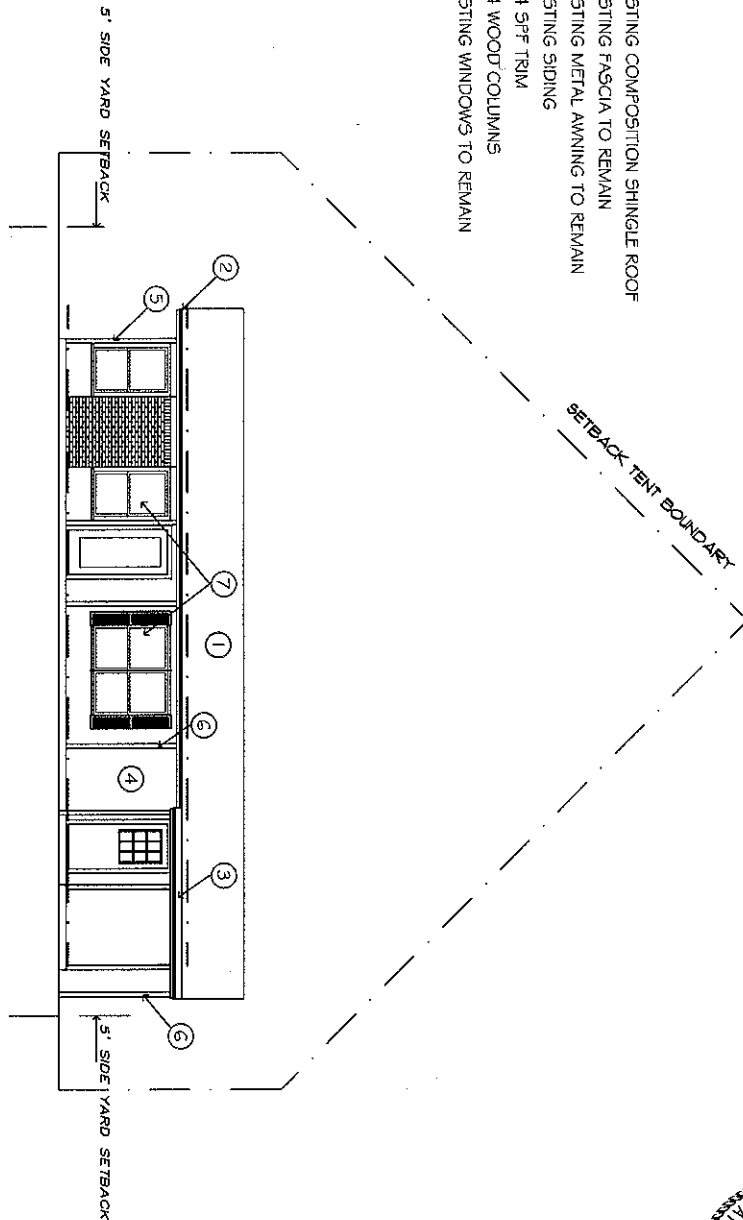 STING COMPOSITION SHINGLE ROOF
STING FASCIA TO REMAIN
STING METAL AWNING TO REMAIN
STING SIDING
4 SPF TRIM
4 WOOD COLUMNS
STING WINDOWS TO REMAIN
SETBACK TENT BOUNDARY
5' SIDE YARD SETBACK
5' SIDE YARD SETBACK
2
5
7
1
6
4
3
6